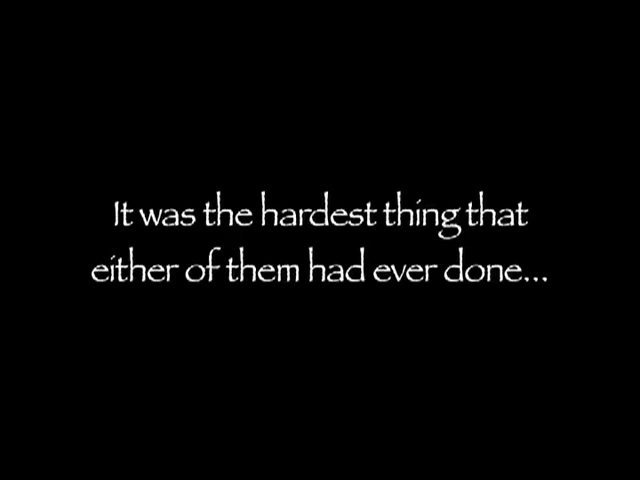 It was the hardest thing that
either of them had ever done...